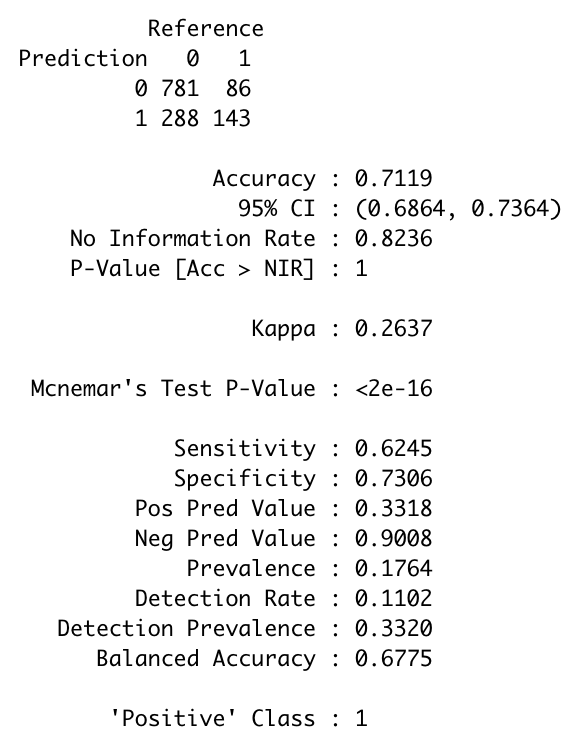 Reference
Prediction 0 1
0 781 86
1 288 143
Accuracy : 0.7119
95% CI : (0.6864, 0.7364)
No Information Rate : 0.8236
P-Value [Acc > NIR] : 1
Kappa : 0.2637
Mcnemar's Test P-Value : <2e-16
Sensitivity : 0.6245
Specificity : 0.7306
Pos Pred Value : 0.3318
Neg Pred Value : 0.9008
Prevalence : 0.1764
Detection Rate : 0.1102
Detection Prevalence : 0.3320
Balanced Accuracy : 0.6775
'Positive' Class : 1